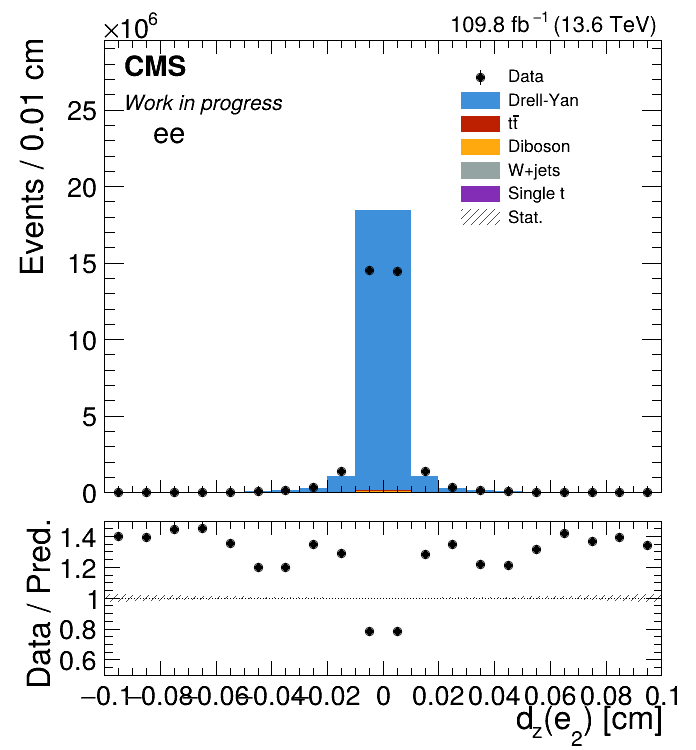 ×10⁶
109.8 fb⁻¹ (13.6 TeV)
CMS
Work in progress
ee
Data
Drell-Yan
tt̄
Diboson
W+jets
Single t
Stat.
Events / 0.01 cm
25
20
15
10
5
0
Data / Pred.
1.4
1.2
1
0.8
0.6
−0.1 −0.08 −0.06 −0.04 −0.02 0 0.02 0.04 0.06 0.08 0.1
d_z(e_2) [cm]